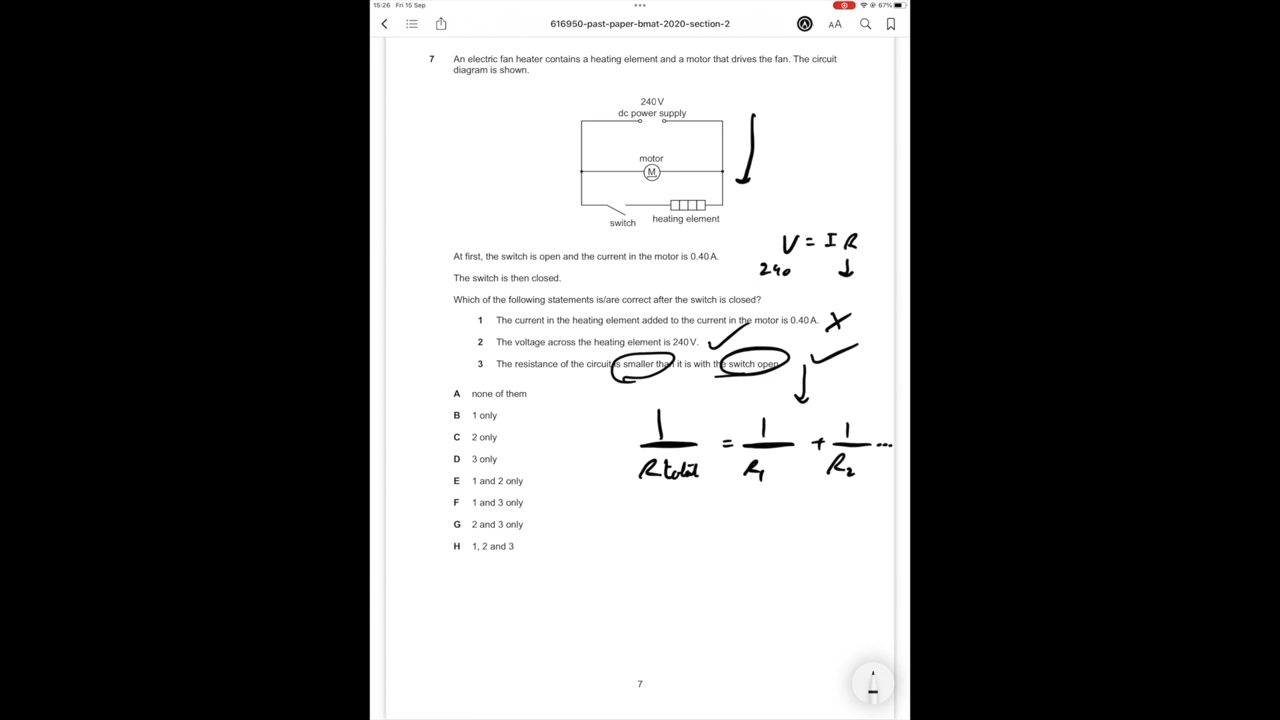 15:26 Fri 15 Sep
67%
616950-past-paper-bmat-2020-section-2
AA
7 An electric fan heater contains a heating element and a motor that drives the fan. The circuit
diagram is shown.
240 V
dc power supply
motor
M
switch
heating element
V = I R
240
At first, the switch is open and the current in the motor is 0.40 A.
The switch is then closed.
Which of the following statements is/are correct after the switch is closed?
1 The current in the heating element added to the current in the motor is 0.40 A.
2 The voltage across the heating element is 240 V.
3 The resistance of the circuit is smaller than it is with the switch open.
A none of them
B 1 only
C 2 only
D 3 only
E 1 and 2 only
F 1 and 3 only
G 2 and 3 only
H 1, 2 and 3
1/R total = 1/R1 + 1/R2 ...
7